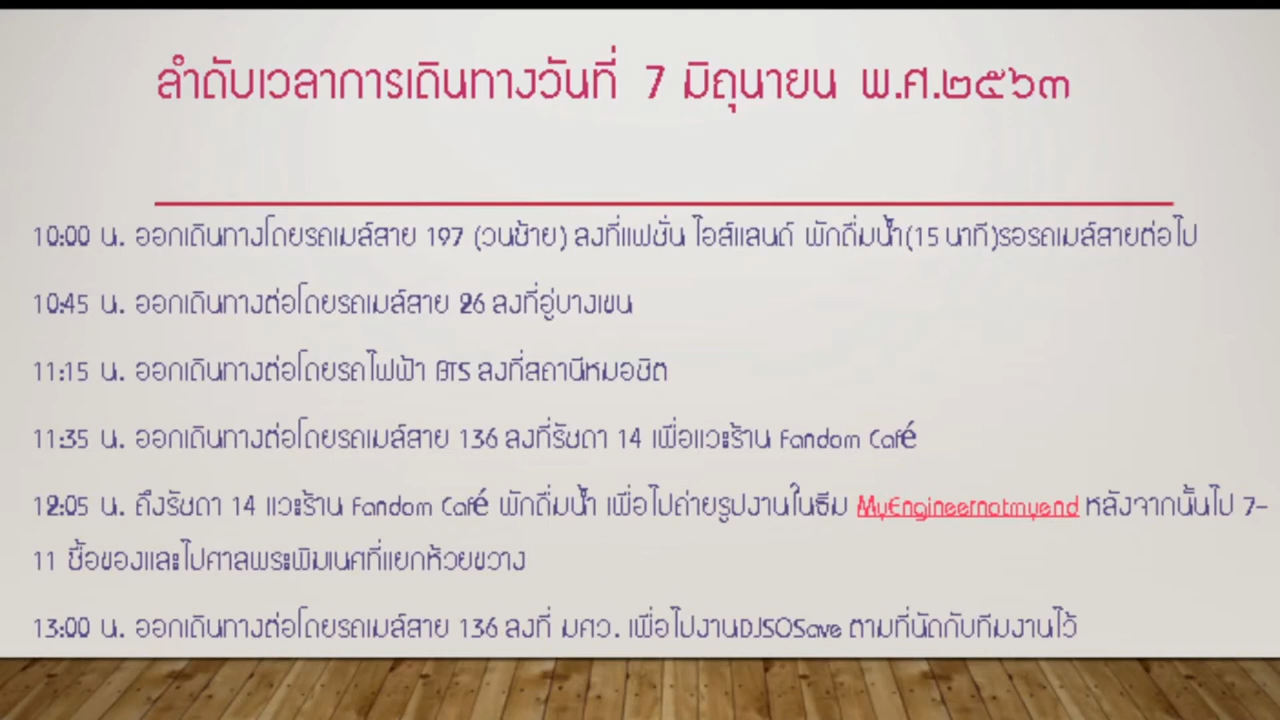 ลำดับเวลาการเดินทางวันที่ 7 มิถุนายน พ.ศ.๒๕๖๓
10:00 น. ออกเดินทางโดยรถเมล์สาย 197 (วนซ้าย) ลงที่แฟชั่น ไอส์แลนด์ พักดื่มน้ำ(15 นาที)รอรถเมล์สายต่อไป
10:45 น. ออกเดินทางต่อโดยรถเมล์สาย 26 ลงที่อู่บางเขน
11:15 น. ออกเดินทางต่อโดยรถไฟฟ้า BTS ลงที่สถานีหมอชิต
11:35 น. ออกเดินทางต่อโดยรถเมล์สาย 136 ลงที่รัชดา 14 เพื่อแวะร้าน Fandom Café
12:05 น. ถึงรัชดา 14 แวะร้าน Fandom Café พักดื่มน้ำ เพื่อไปถ่ายรูปงานในธีม MyEngineernotmyend หลังจากนั้นไป 7-
11 ซื้อของและไปศาลพระพิฆเนศที่แยกห้วยขวาง
13:00 น. ออกเดินทางต่อโดยรถเมล์สาย 136 ลงที่ มศว. เพื่อไปงานDJSOSave ตามที่นัดกับทีมงานไว้